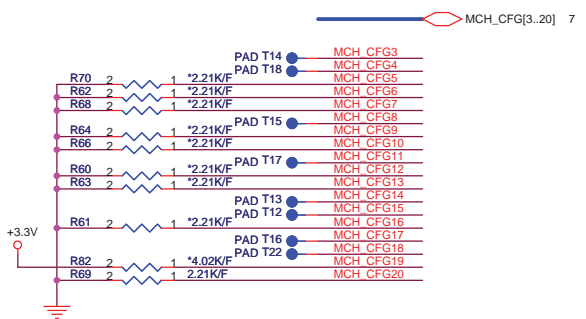 MCH_CFG[3..20] 7
PAD T14 MCH_CFG3
PAD T18 MCH_CFG4
R70 2 1 *2.21K/F MCH_CFG5
R62 2 1 *2.21K/F MCH_CFG6
R68 2 1 *2.21K/F MCH_CFG7
PAD T15 MCH_CFG8
R64 2 1 *2.21K/F MCH_CFG9
R66 2 1 *2.21K/F MCH_CFG10
PAD T17 MCH_CFG11
R60 2 1 *2.21K/F MCH_CFG12
R63 2 1 *2.21K/F MCH_CFG13
PAD T13 MCH_CFG14
PAD T12 MCH_CFG15
R61 2 1 *2.21K/F MCH_CFG16
+3.3V PAD T16 MCH_CFG17
PAD T22 MCH_CFG18
R82 2 1 *4.02K/F MCH_CFG19
R69 2 1 2.21K/F MCH_CFG20